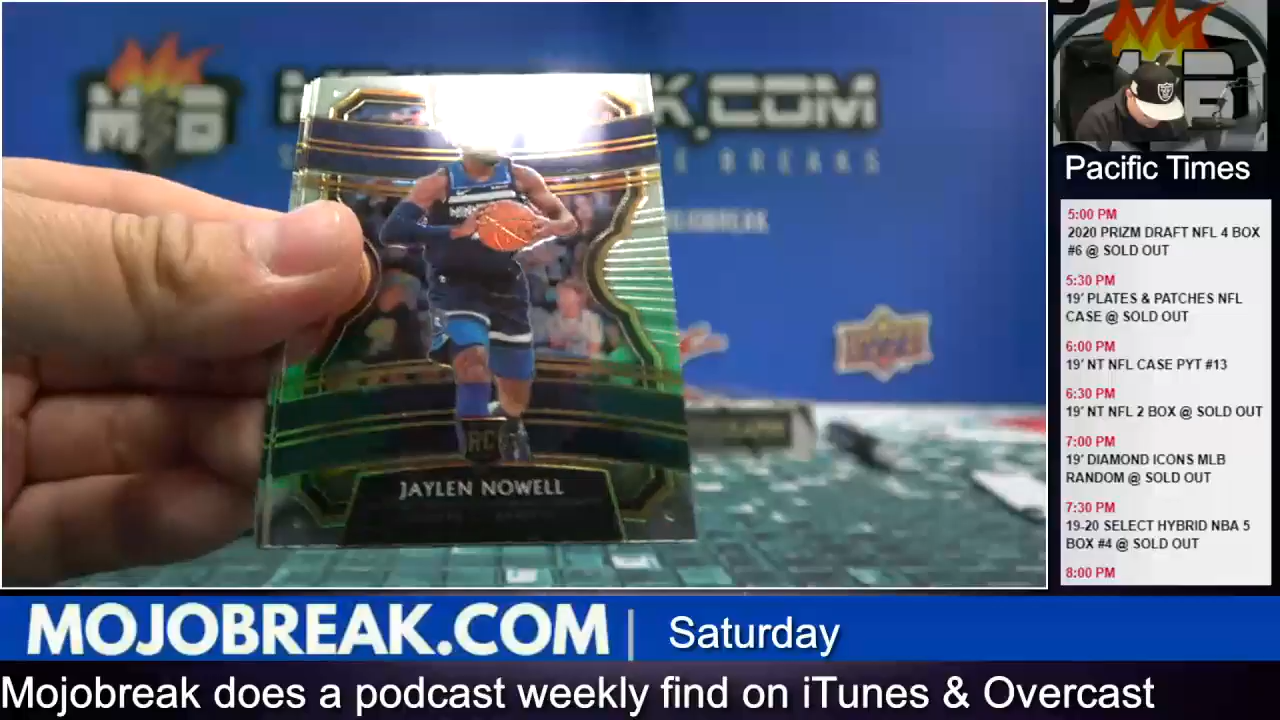 M B
.COM
E BREAKS
OBREAK
MINN
RC
JAYLEN NOWELL
Pacific Times
5:00 PM
2020 PRIZM DRAFT NFL 4 BOX
#6 @ SOLD OUT
5:30 PM
19' PLATES & PATCHES NFL
CASE @ SOLD OUT
6:00 PM
19' NT NFL CASE PYT #13
6:30 PM
19' NT NFL 2 BOX @ SOLD OUT
7:00 PM
19' DIAMOND ICONS MLB
RANDOM @ SOLD OUT
7:30 PM
19-20 SELECT HYBRID NBA 5
BOX #4 @ SOLD OUT
8:00 PM
MOJOBREAK.COM | Saturday
Mojobreak does a podcast weekly find on iTunes & Overcast